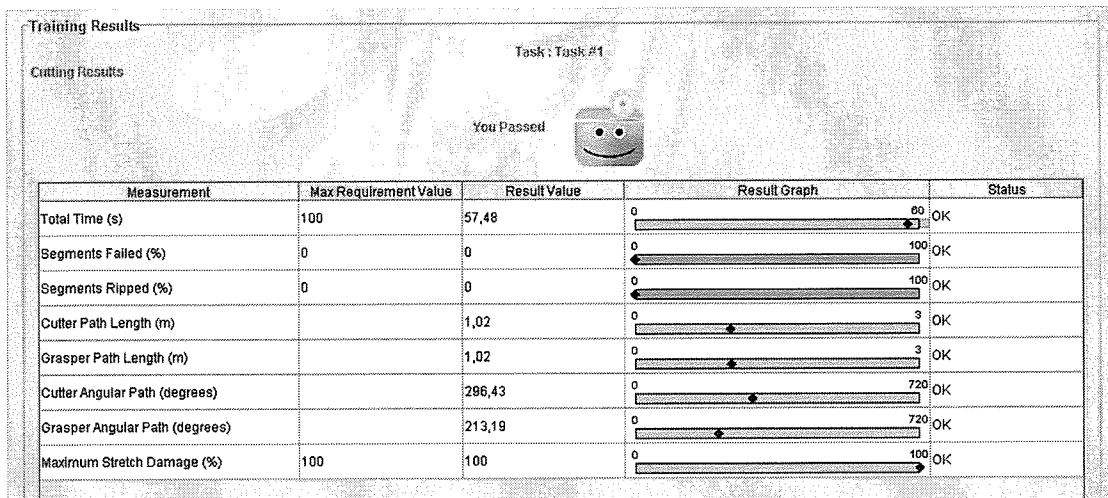 Training Results
Task : Task #1
Cutting Results
You Passed
Measurement Max Requirement Value Result Value Result Graph Status
Total Time (s) 100 57,48 0 60 OK
Segments Failed (%) 0 0 0 100 OK
Segments Ripped (%) 0 0 0 100 OK
Cutter Path Length (m) 1,02 0 3 OK
Grasper Path Length (m) 1,02 0 3 OK
Cutter Angular Path (degrees) 296,43 0 720 OK
Grasper Angular Path (degrees) 213,19 0 720 OK
Maximum Stretch Damage (%) 100 100 0 100 OK